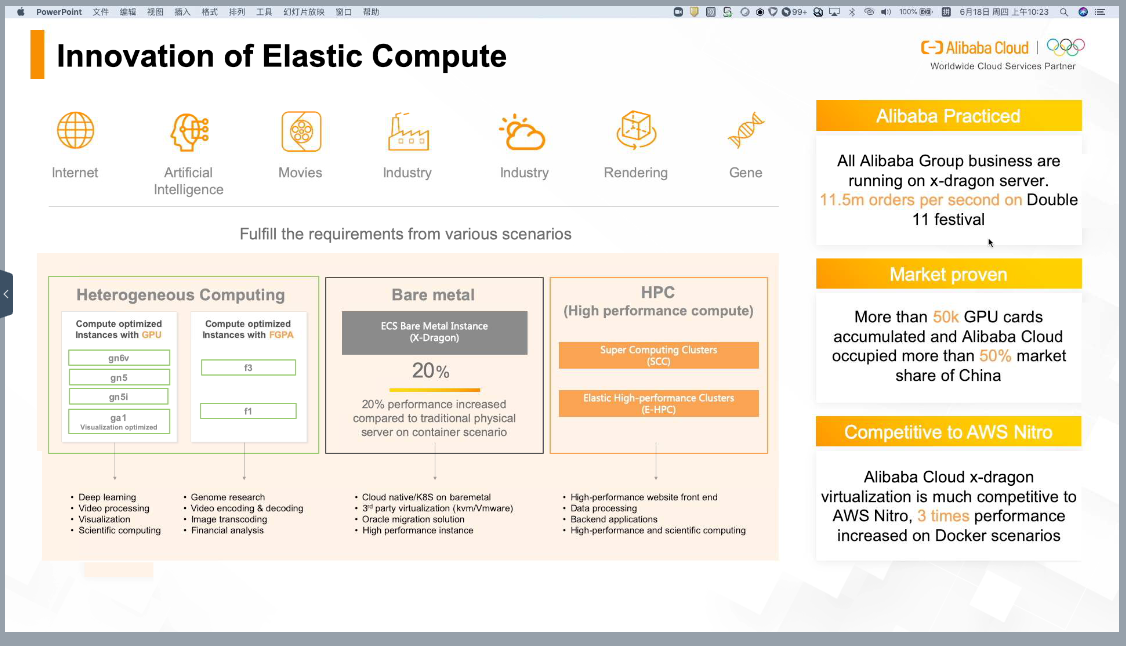 PowerPoint 文件 编辑 视图 插入 格式 排列 工具 幻灯片放映 窗口 帮助
99+ 100% 6月18日 周四 上午10:23
Innovation of Elastic Compute
Alibaba Cloud
Worldwide Cloud Services Partner
Internet
Artificial
Intelligence
Movies
Industry
Industry
Rendering
Gene
Fulfill the requirements from various scenarios
Heterogeneous Computing
Compute optimized
Instances with GPU
gn6v
gn5
gn5i
ga1
Visualization optimized
Compute optimized
Instances with FGPA
f3
f1
Bare metal
ECS Bare Metal Instance
(X-Dragon)
20%
20% performance increased
compared to traditional physical
server on container scenario
HPC
(High performance compute)
Super Computing Clusters
(SCC)
Elastic High-performance Clusters
(E-HPC)
• Deep learning
• Video processing
• Visualization
• Scientific computing
• Genome research
• Video encoding & decoding
• Image transcoding
• Financial analysis
• Cloud native/K8S on baremetal
• 3rd party virtualization (kvm/Vmware)
• Oracle migration solution
• High performance instance
• High-performance website front end
• Data processing
• Backend applications
• High-performance and scientific computing
Alibaba Practiced
All Alibaba Group business are
running on x-dragon server.
11.5m orders per second on Double
11 festival
Market proven
More than 50k GPU cards
accumulated and Alibaba Cloud
occupied more than 50% market
share of China
Competitive to AWS Nitro
Alibaba Cloud x-dragon
virtualization is much competitive to
AWS Nitro, 3 times performance
increased on Docker scenarios